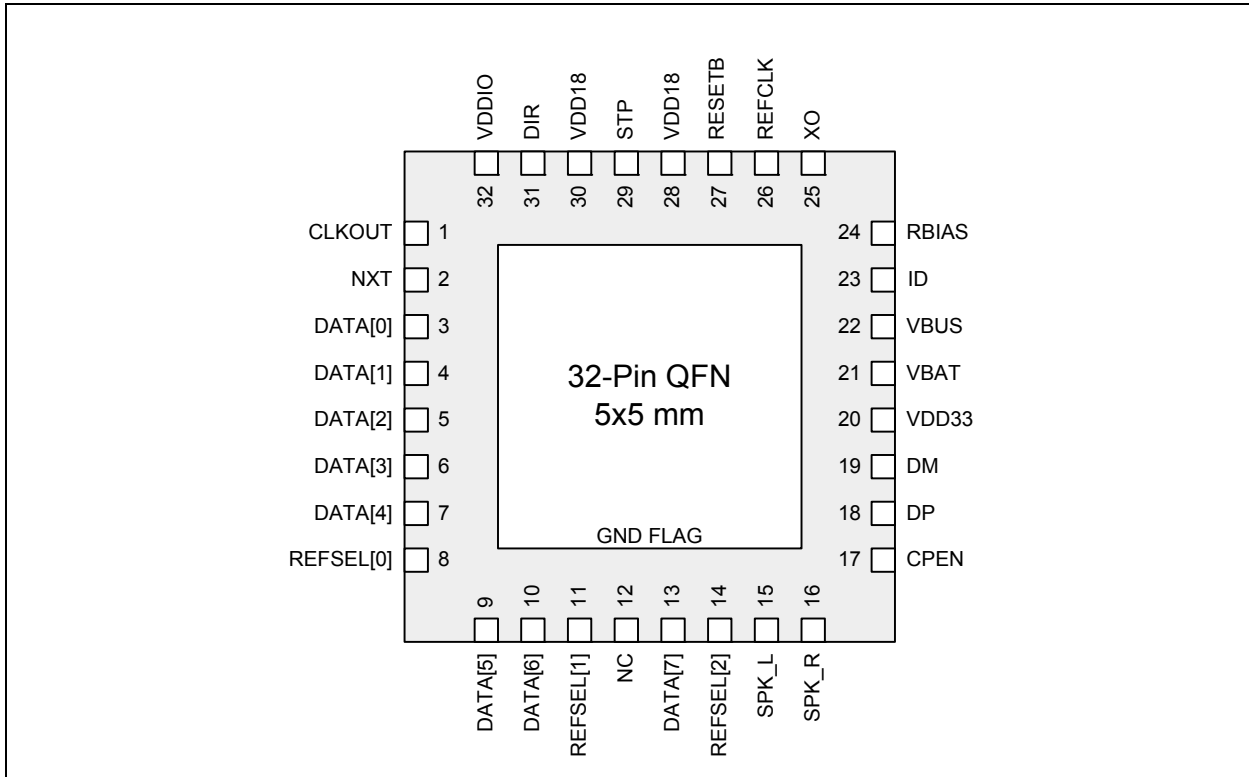 VDDIO
DIR
VDD18
STP
VDD18
RESETB
REFCLK
XO
32
31
30
29
28
27
26
25
CLKOUT 1
NXT 2
DATA[0] 3
DATA[1] 4
DATA[2] 5
DATA[3] 6
DATA[4] 7
REFSEL[0] 8
32-Pin QFN
5x5 mm
GND FLAG
24 RBIAS
23 ID
22 VBUS
21 VBAT
20 VDD33
19 DM
18 DP
17 CPEN
9
10
11
12
13
14
15
16
DATA[5]
DATA[6]
REFSEL[1]
NC
DATA[7]
REFSEL[2]
SPK_L
SPK_R